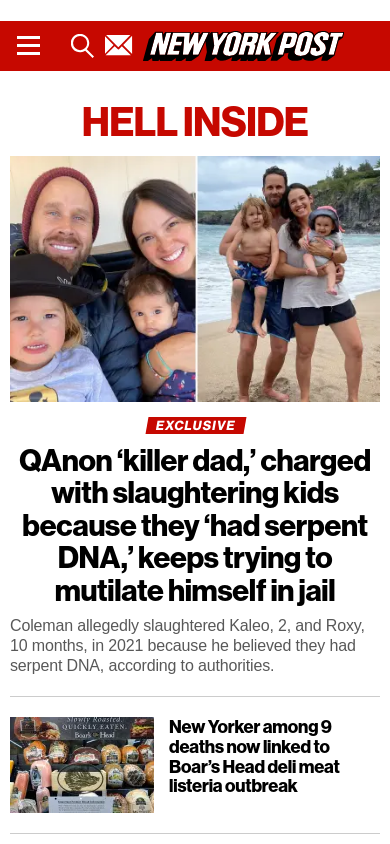 NEW YORK POST
HELL INSIDE
EXCLUSIVE
QAnon ‘killer dad,’ charged
with slaughtering kids
because they ‘had serpent
DNA,’ keeps trying to
mutilate himself in jail
Coleman allegedly slaughtered Kaleo, 2, and Roxy,
10 months, in 2021 because he believed they had
serpent DNA, according to authorities.
Slowly Roasted.
QUICKLY EATEN.
Boar's Head
New Yorker among 9
deaths now linked to
Boar’s Head deli meat
listeria outbreak